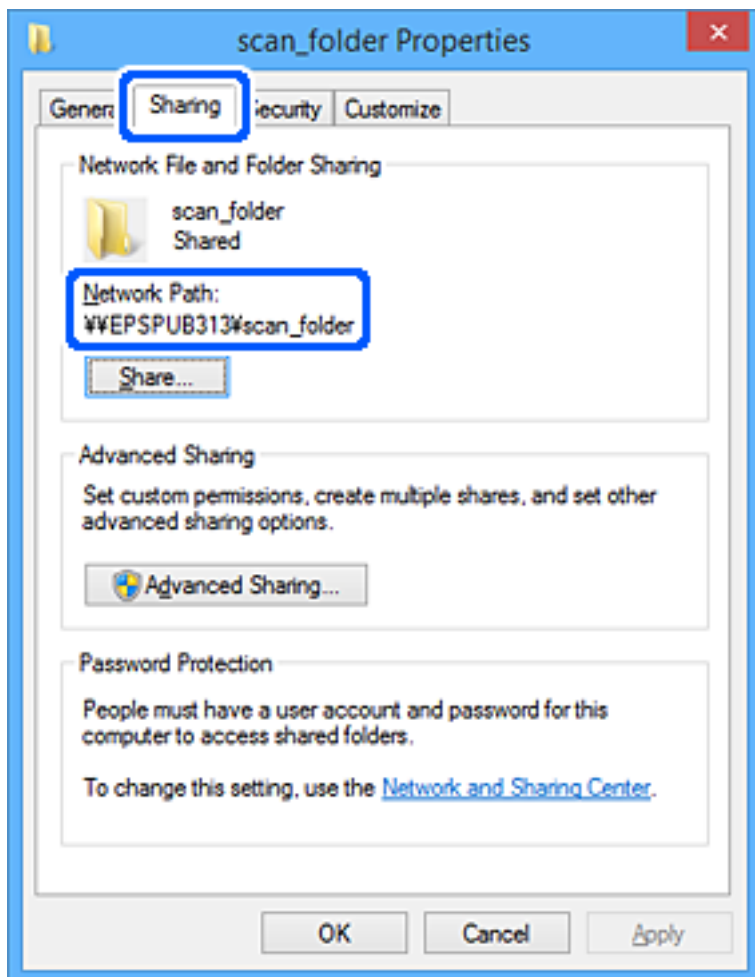 scan_folder Properties
General Sharing Security Customize
Network File and Folder Sharing
scan_folder
Shared
Network Path:
¥¥EPSPUB313¥scan_folder
Share...
Advanced Sharing
Set custom permissions, create multiple shares, and set other
advanced sharing options.
Advanced Sharing...
Password Protection
People must have a user account and password for this
computer to access shared folders.
To change this setting, use the Network and Sharing Center.
OK Cancel Apply